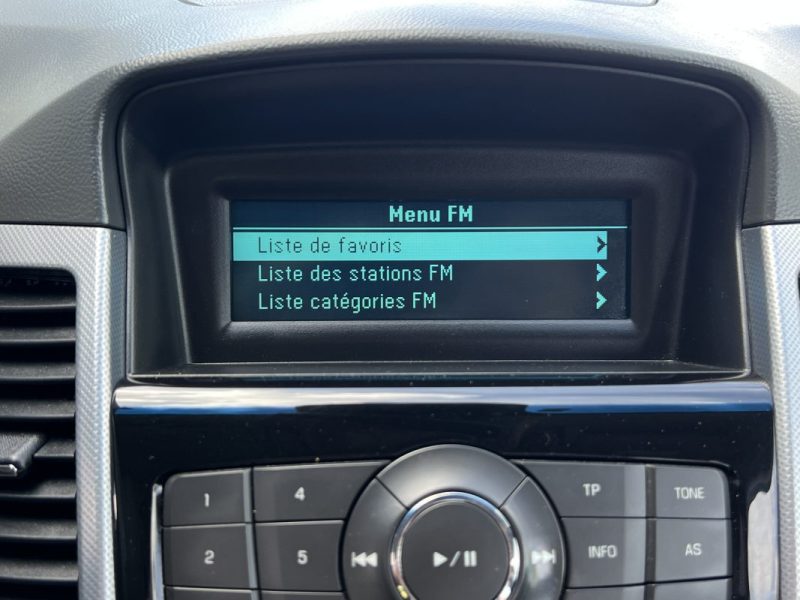 Menu FM
Liste de favoris
Liste des stations FM
Liste catégories FM
1 4 TP TONE
2 5 INFO AS